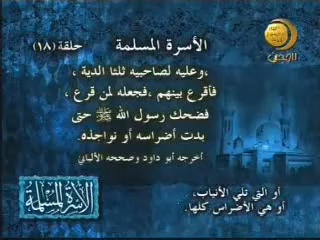 الأسرة المسلمة حلقة (١٨)
،وعليه لصاحبيه ثلثا الدية ،
فأقرع بينهم ,فجعله لمن قرع ،
فضحك رسول الله ﷺ حتى
بدت أضراسه أو نواجذه.
أخرجه أبو داود وصححه الألباني
أو التي تلي الأنياب،
أو هي الأضراس كلها.
الأسرة المسلمة